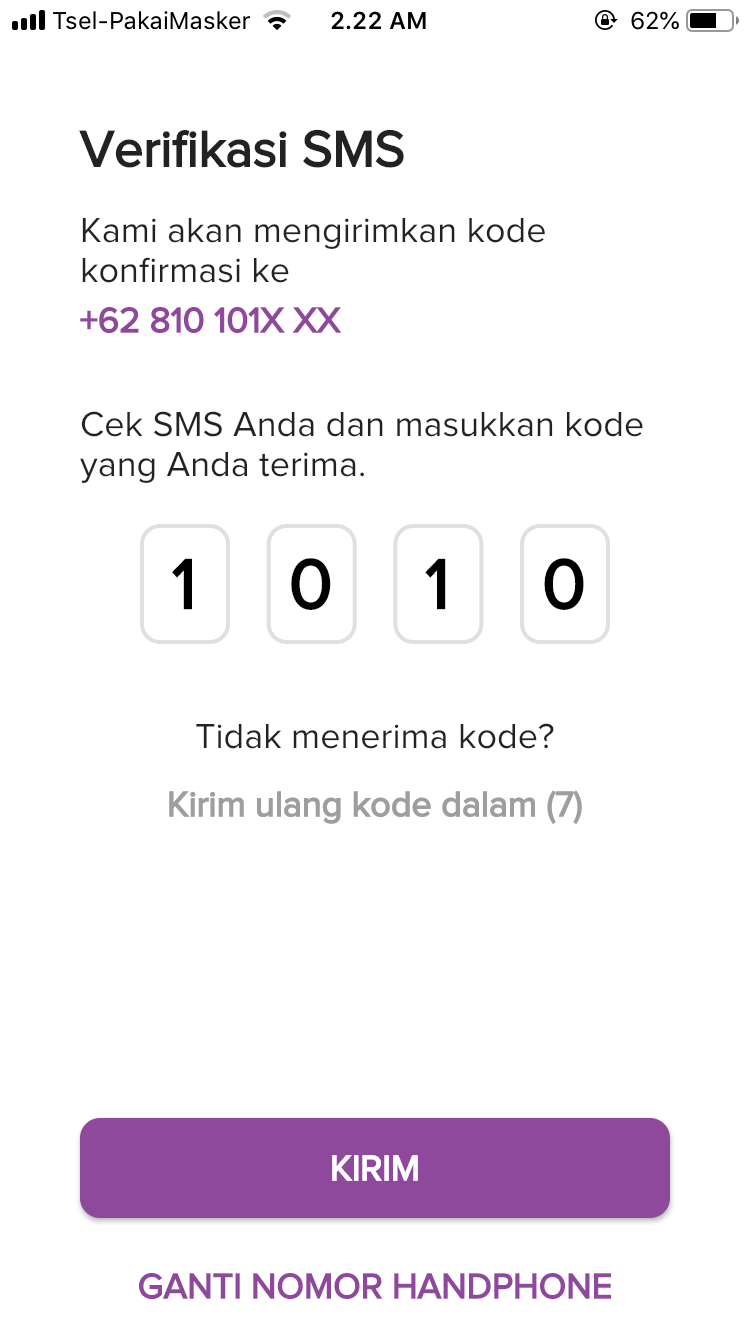 Tsel-PakaiMasker 2.22 AM 62%
Verifikasi SMS
Kami akan mengirimkan kode
konfirmasi ke
+62 810 101X XX
Cek SMS Anda dan masukkan kode
yang Anda terima.
1 0 1 0
Tidak menerima kode?
Kirim ulang kode dalam (7)
KIRIM
GANTI NOMOR HANDPHONE